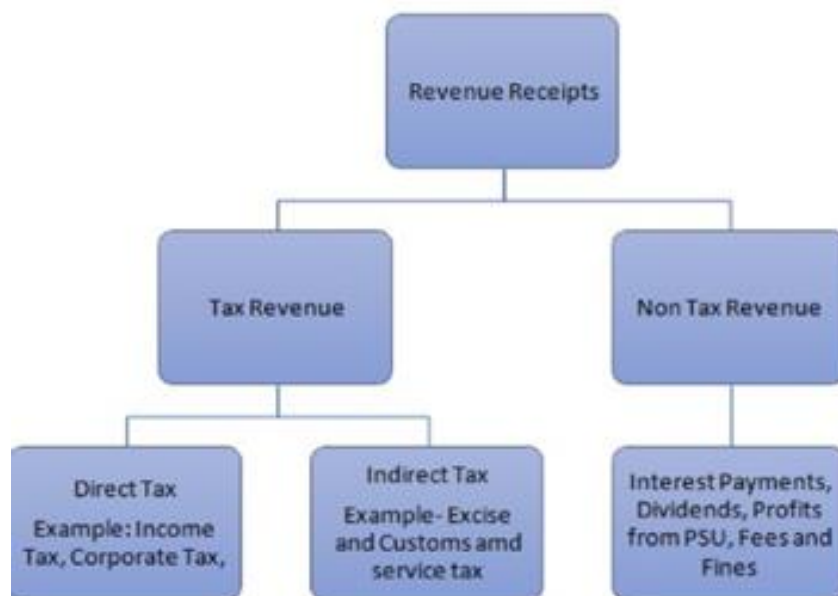 Revenue Receipts
Tax Revenue
Non Tax Revenue
Direct Tax
Example: Income
Tax, Corporate Tax,
Indirect Tax
Example- Excise
and Customs amd
service tax
Interest Payments,
Dividends, Profits
from PSU, Fees and
Fines